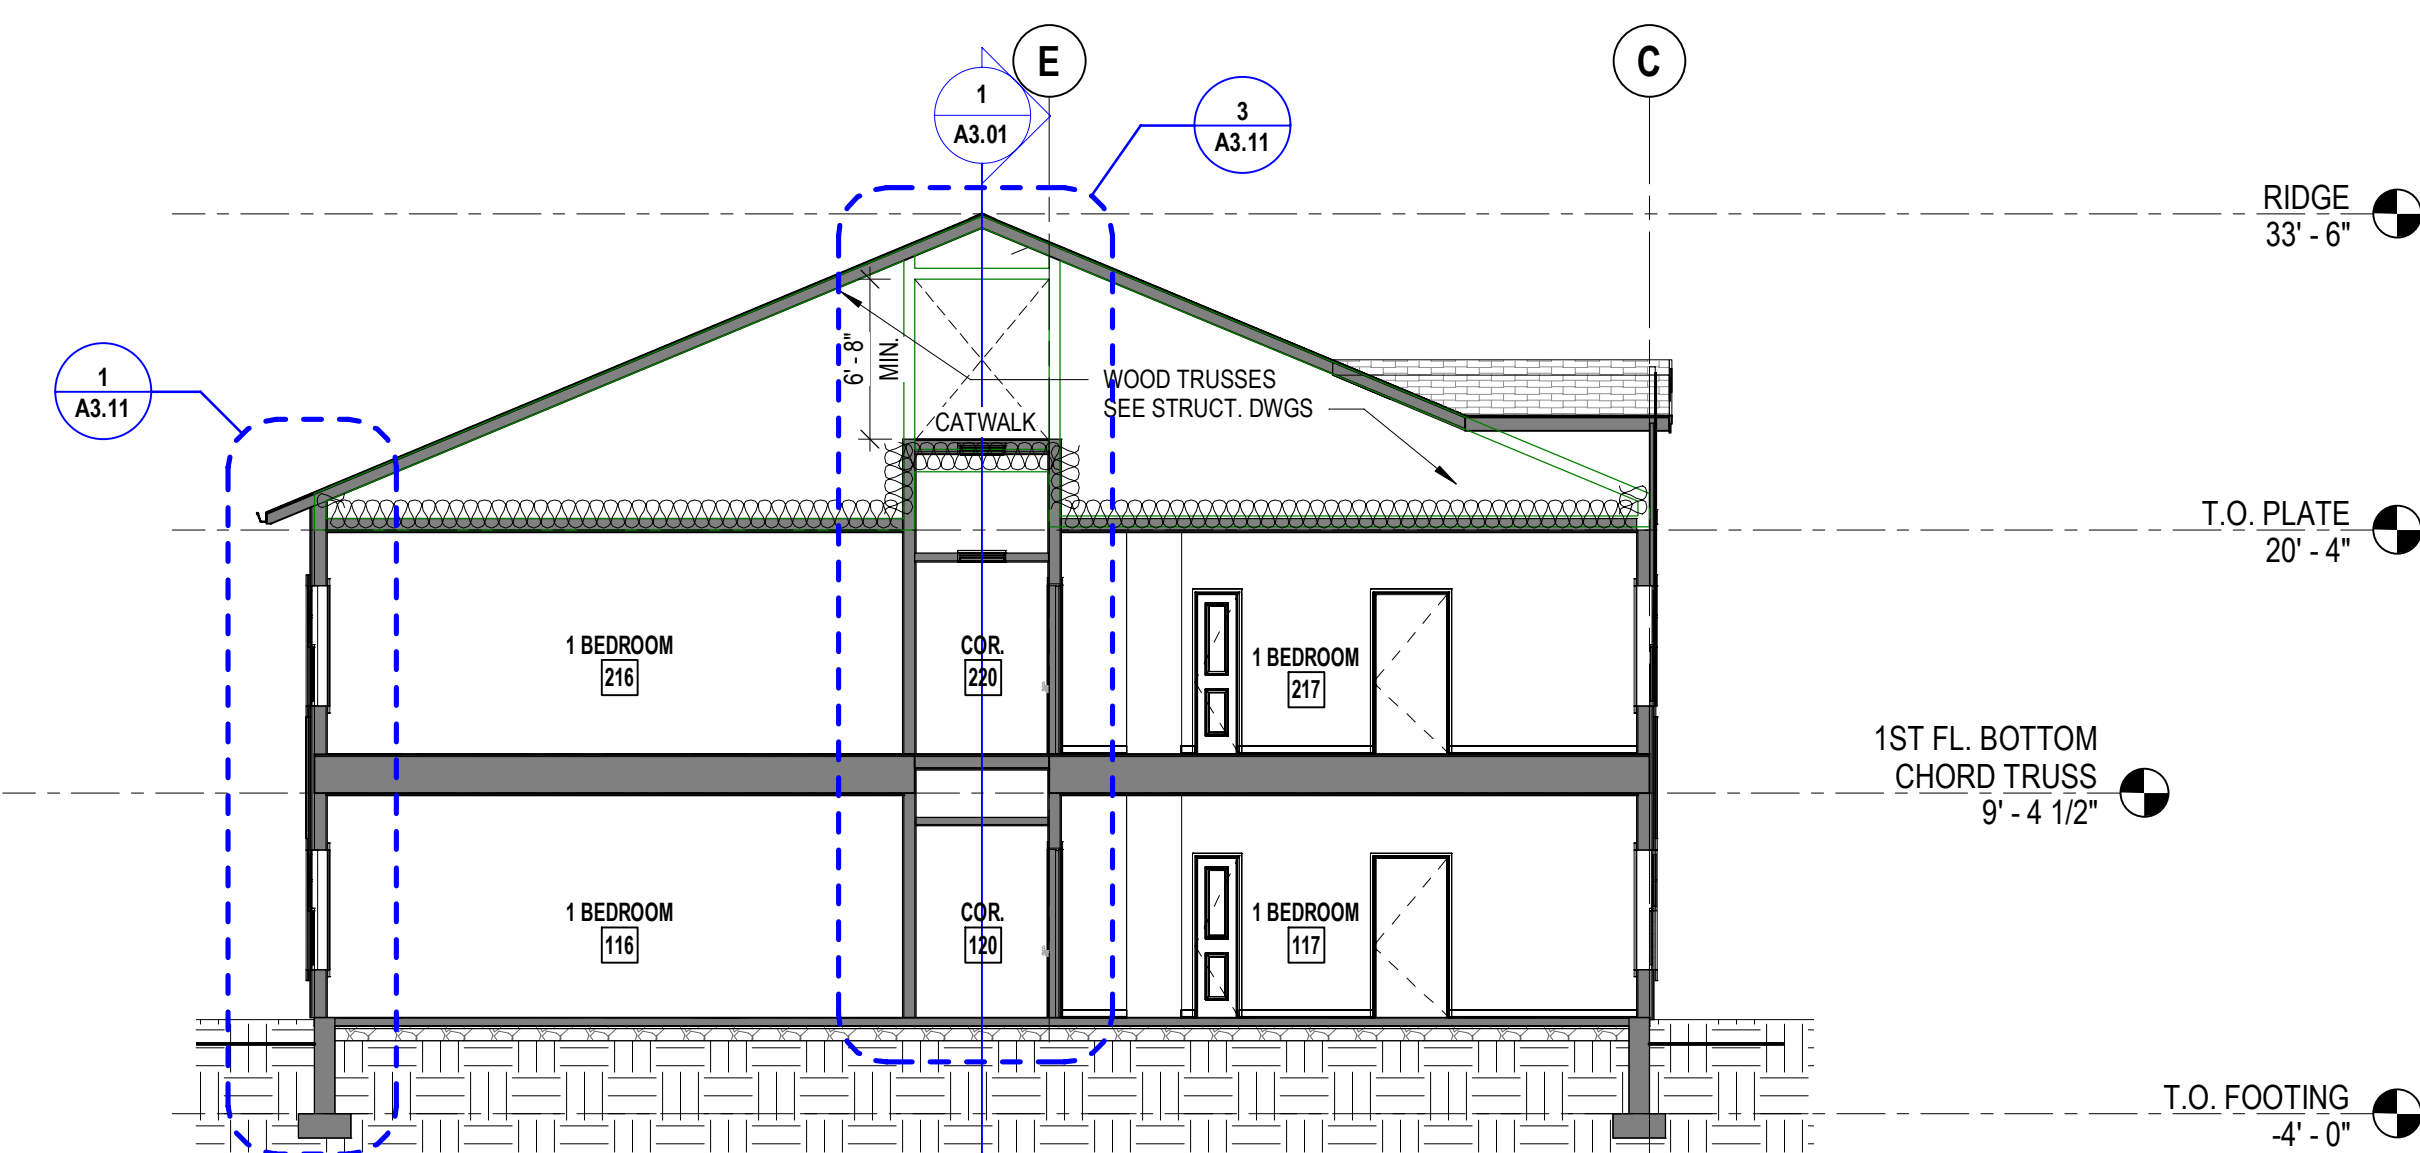 E
C
1
A3.01
3
A3.11
RIDGE
33' - 6"
6' - 8"
MIN.
1
A3.11
WOOD TRUSSES
SEE STRUCT. DWGS
CATWALK
T.O. PLATE
20' - 4"
1 BEDROOM
216
COR.
220
1 BEDROOM
217
1ST FL. BOTTOM
CHORD TRUSS
9' - 4 1/2"
1 BEDROOM
116
COR.
120
1 BEDROOM
117
T.O. FOOTING
-4' - 0"